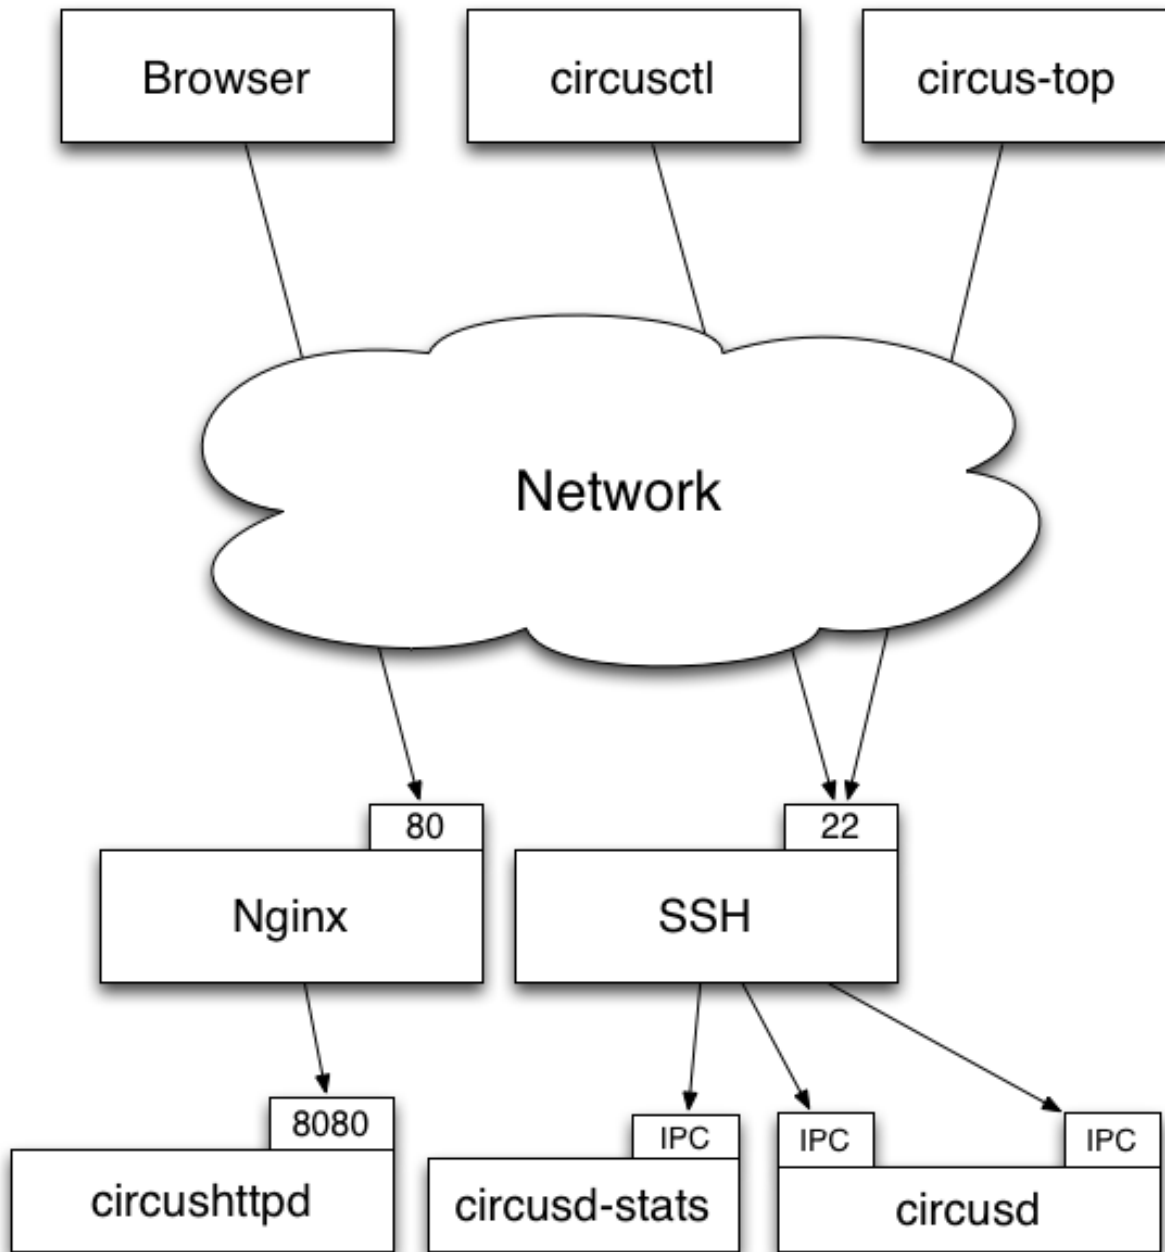 Browser
circusctl
circus-top
Network
80
22
Nginx
SSH
8080
IPC
IPC
IPC
circushttpd
circusd-stats
circusd